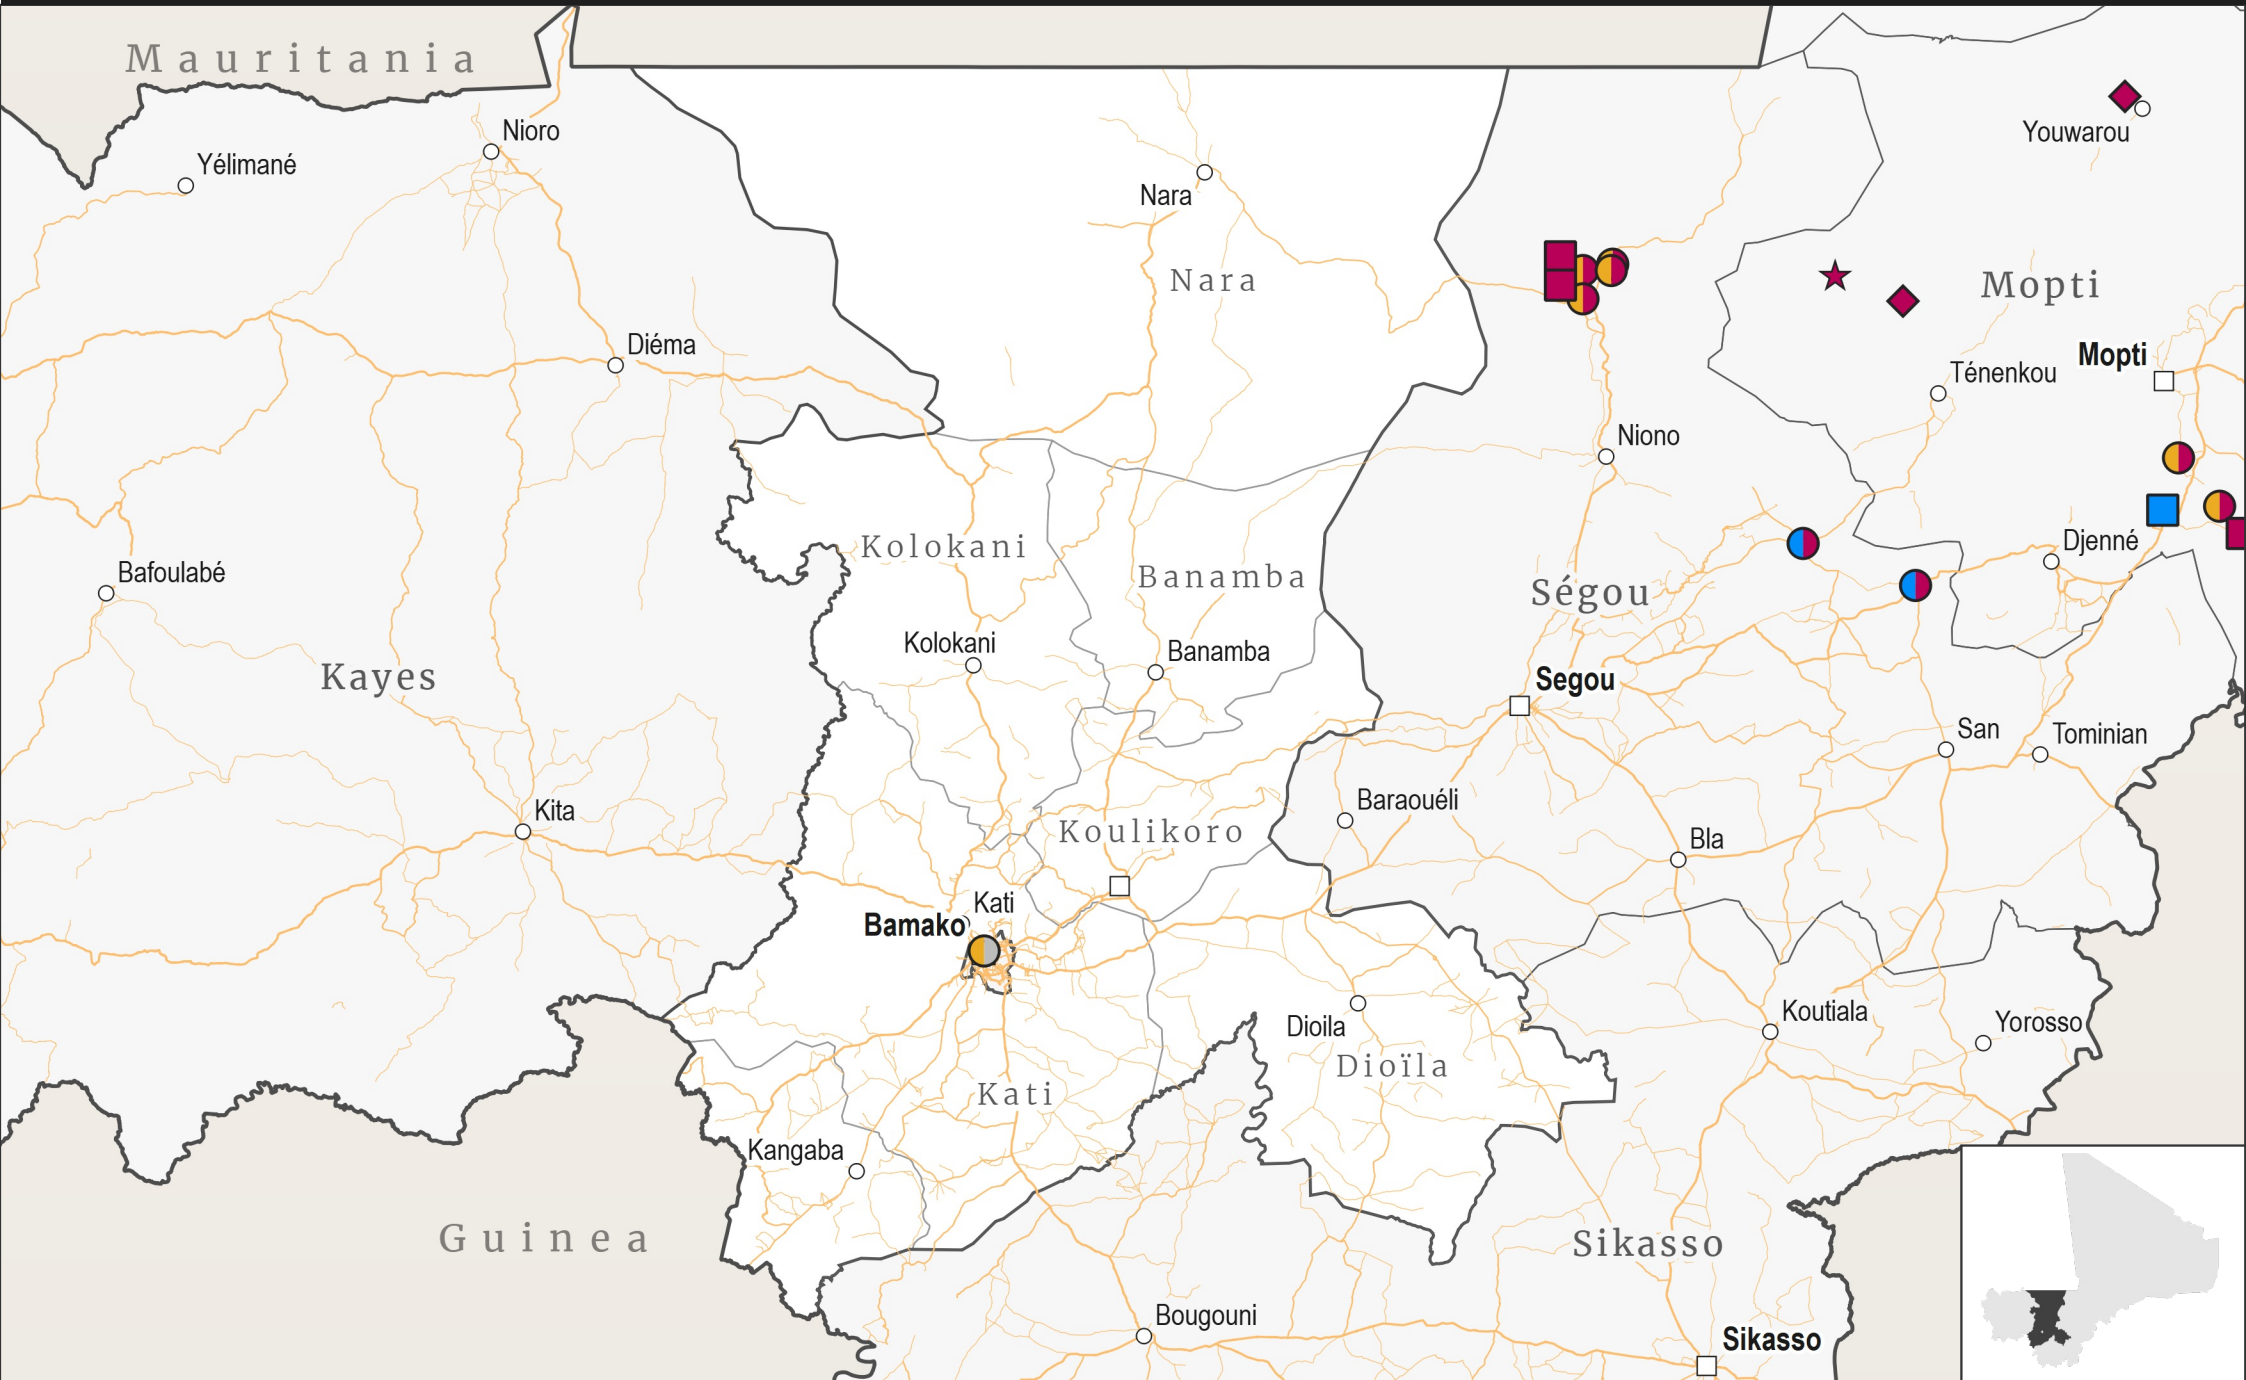 Mauritania
Nioro
Yélimané
Youwarou
Nara
Nara
Mopti
Diéma
Mopti
Ténenkou
Niono
Kolokani
Djenné
Bafoulabé
Banamba
Ségou
Kolokani
Banamba
Kayes
Segou
San
Tominian
Kita
Baraouéli
Koulikoro
Bla
Kati
Bamako
Koutiala
Yorosso
Dioila
Dioïla
Kati
Kangaba
Guinea
Sikasso
Bougouni
Sikasso